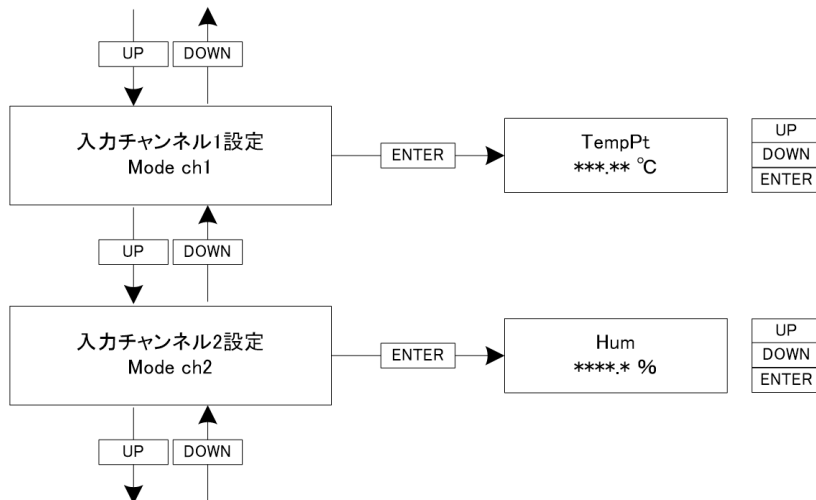 UP
DOWN
入力チャンネル1設定
Mode ch1
ENTER
TempPt
***.** ℃
UP
DOWN
ENTER
UP
DOWN
入力チャンネル2設定
Mode ch2
ENTER
Hum
****.* %
UP
DOWN
ENTER
UP
DOWN